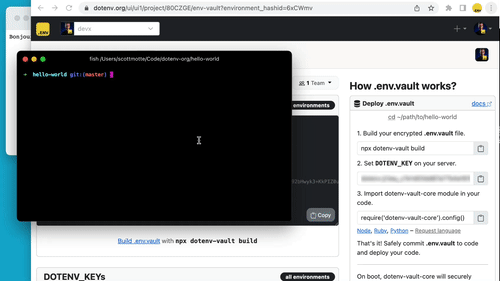 dotenv.org/ui/ui1/project/80CZGE/env-vault?environment_hashid=6xCWmv
.ENV
devx
Bonjou
fish /Users/scottmotte/Code/dotenv-org/hello-world
→ hello-world git:(master)
1 Team
environments
Copy
Build .env.vault with npx dotenv-vault build
DOTENV_KEYs
all environments
How .env.vault works?
Deploy .env.vault
docs
cd ~/path/to/hello-world
1. Build your encrypted .env.vault file.
npx dotenv-vault build
2. Set DOTENV_KEY on your server.
3. Import dotenv-vault-core module in your code.
require('dotenv-vault-core').config()
Node, Ruby, Python – Request language
That's it! Safely commit .env.vault to code
and deploy your code.
On boot, dotenv-vault-core will securely